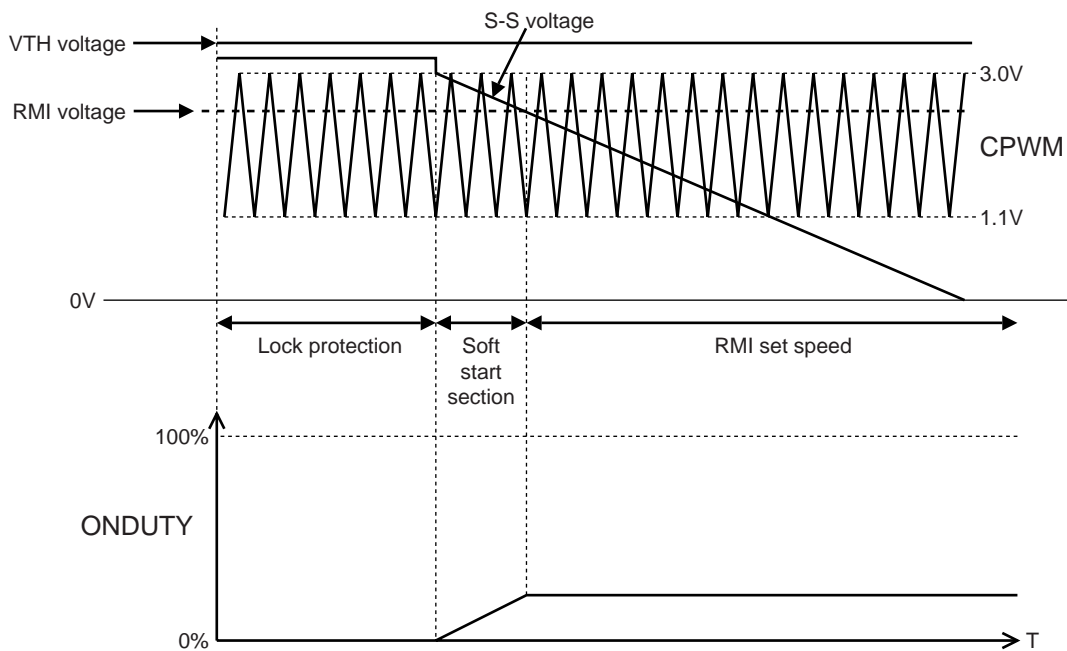 S-S voltage
VTH voltage
3.0V
RMI voltage
CPWM
1.1V
0V
Lock protection
Soft
start
section
RMI set speed
100%
ONDUTY
0%
T